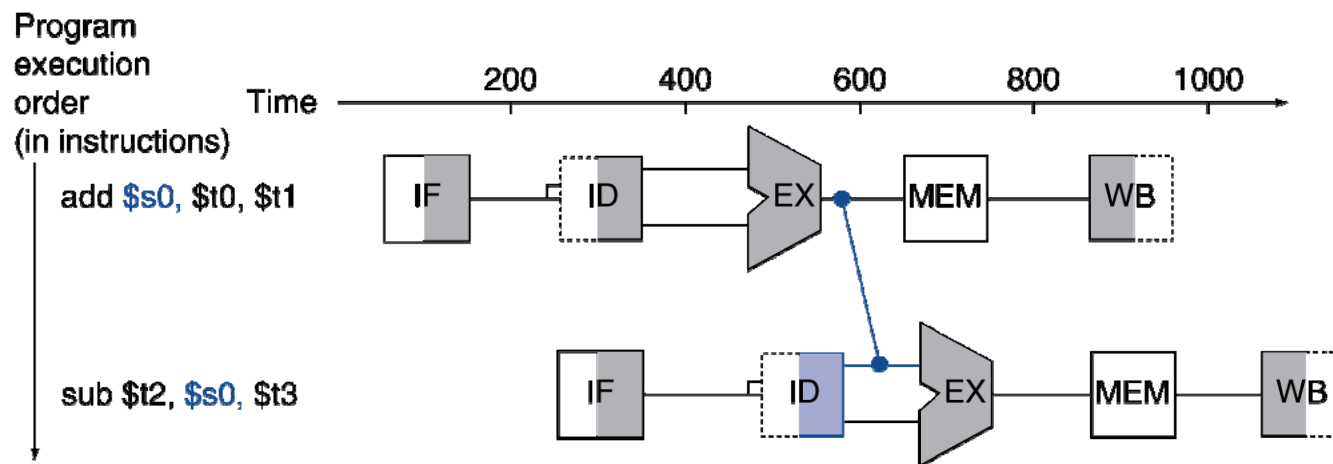 Program
execution
order
(in instructions)
Time
200 400 600 800 1000
add $s0, $t0, $t1
IF ID EX MEM WB
sub $t2, $s0, $t3
IF ID EX MEM WB